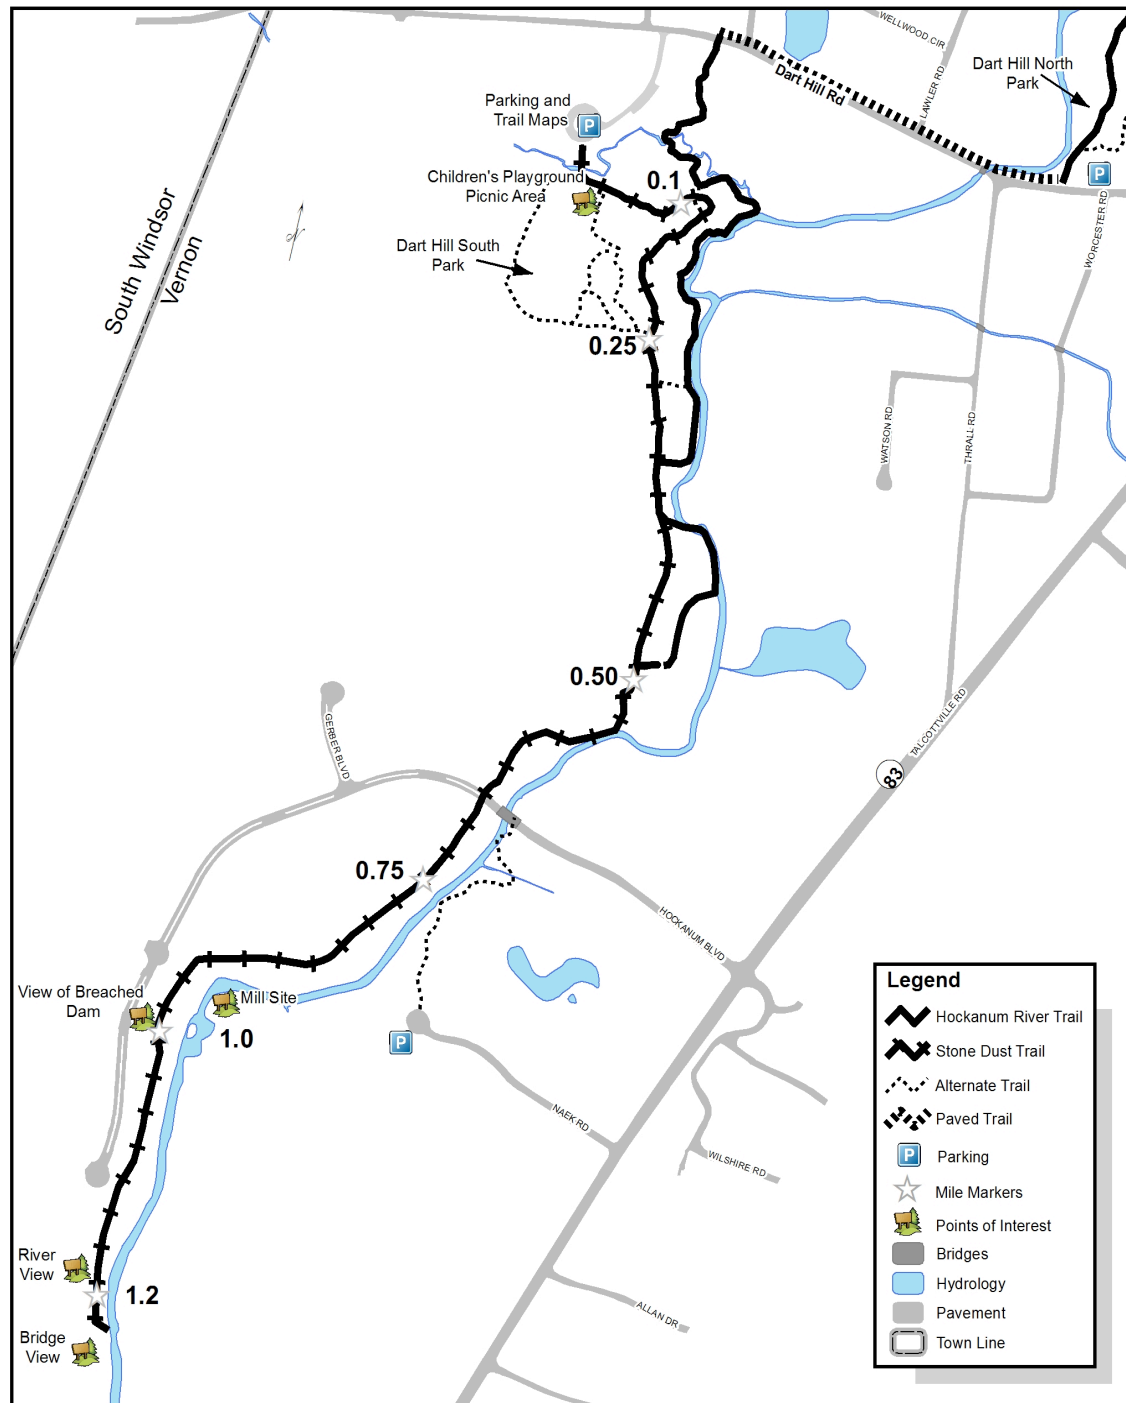 WELLWOOD CIR
LAWLER RD
Dart Hill Rd
Dart Hill North
Park
Parking and
Trail Maps
P
P
Children's Playground
Picnic Area
0.1
WORCESTER RD
South Windsor
Vernon
Dart Hill South
Park
0.25
WATSON RD
THRALL RD
0.50
GERBER BLVD
TALCOTTVILLE RD
83
0.75
HOCKANUM BLVD
View of Breached
Dam
Mill Site
1.0
P
NAEK RD
WILSHIRE RD
River
View
1.2
ALLAN DR
Bridge
View
Legend
Hockanum River Trail
Stone Dust Trail
Alternate Trail
Paved Trail
P
Parking
Mile Markers
Points of Interest
Bridges
Hydrology
Pavement
Town Line